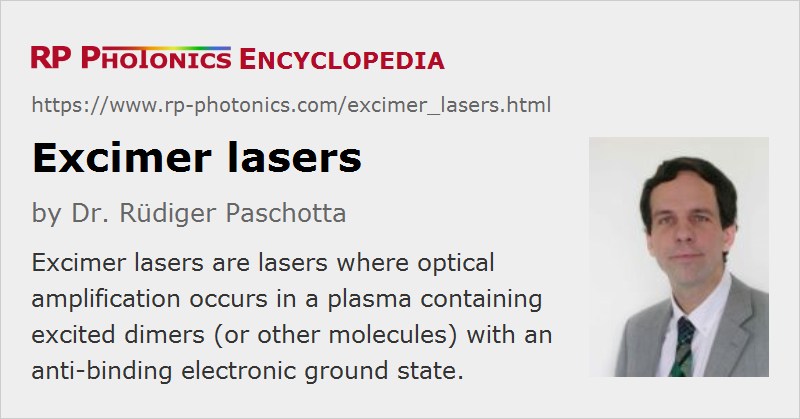 RP PHOTONICS ENCYCLOPEDIA
https://www.rp-photonics.com/excimer_lasers.html
Excimer lasers
by Dr. Rüdiger Paschotta
Excimer lasers are lasers where optical
amplification occurs in a plasma containing
excited dimers (or other molecules) with an
anti-binding electronic ground state.